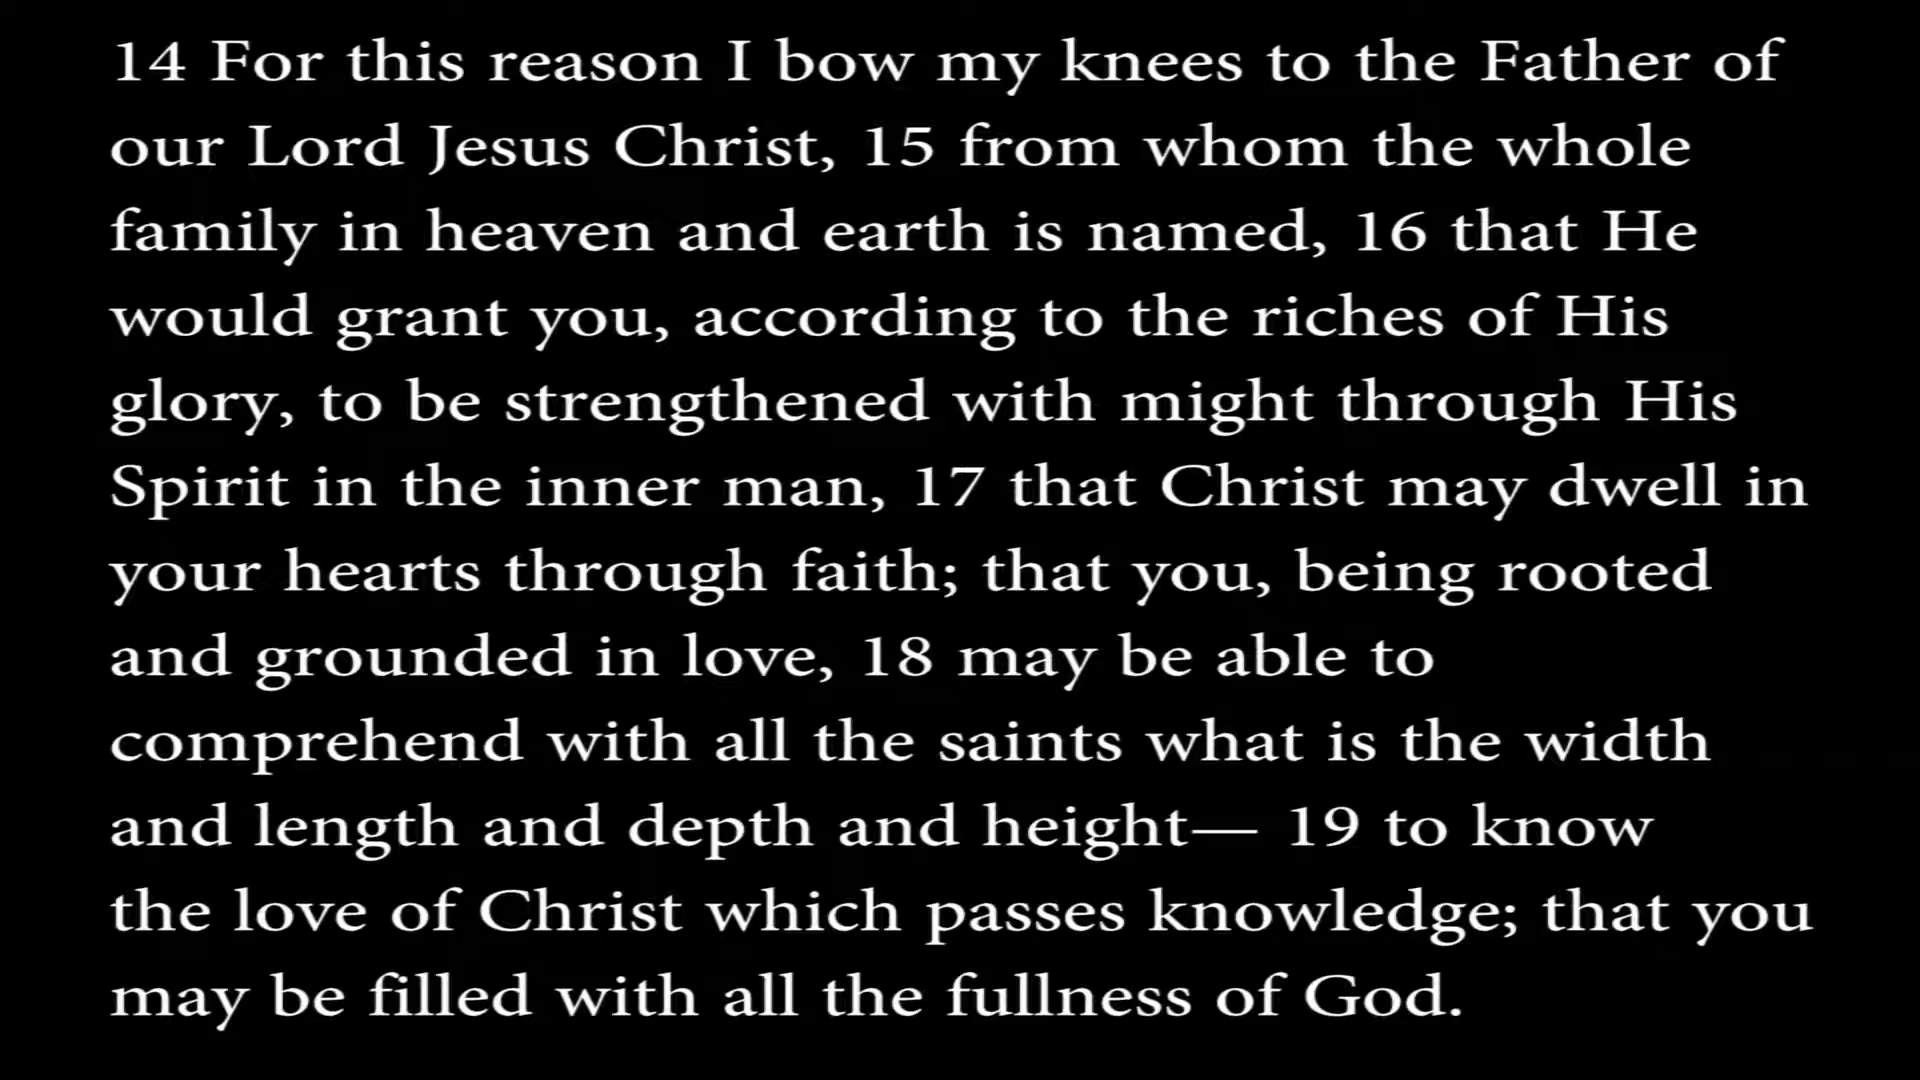 14 For this reason I bow my knees to the Father of
our Lord Jesus Christ, 15 from whom the whole
family in heaven and earth is named, 16 that He
would grant you, according to the riches of His
glory, to be strengthened with might through His
Spirit in the inner man, 17 that Christ may dwell in
your hearts through faith; that you, being rooted
and grounded in love, 18 may be able to
comprehend with all the saints what is the width
and length and depth and height— 19 to know
the love of Christ which passes knowledge; that you
may be filled with all the fullness of God.